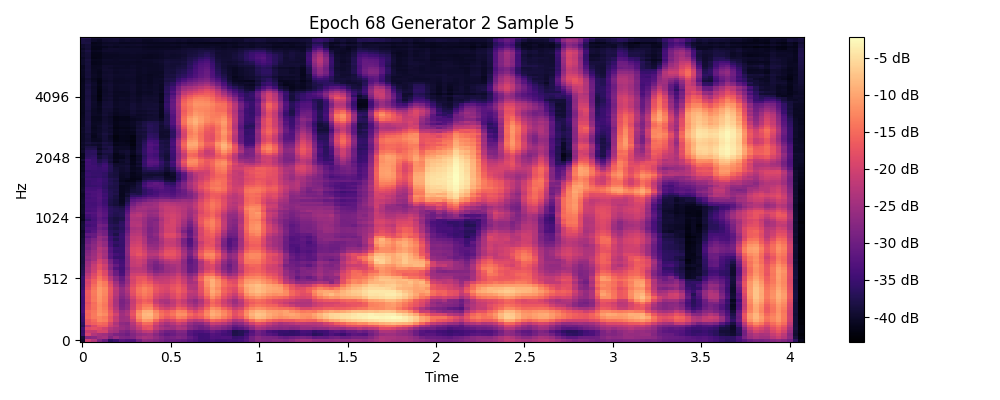 Epoch 68 Generator 2 Sample 5
Hz
4096
2048
1024
512
0
0 0.5 1 1.5 2 2.5 3 3.5 4
Time
-5 dB
-10 dB
-15 dB
-20 dB
-25 dB
-30 dB
-35 dB
-40 dB